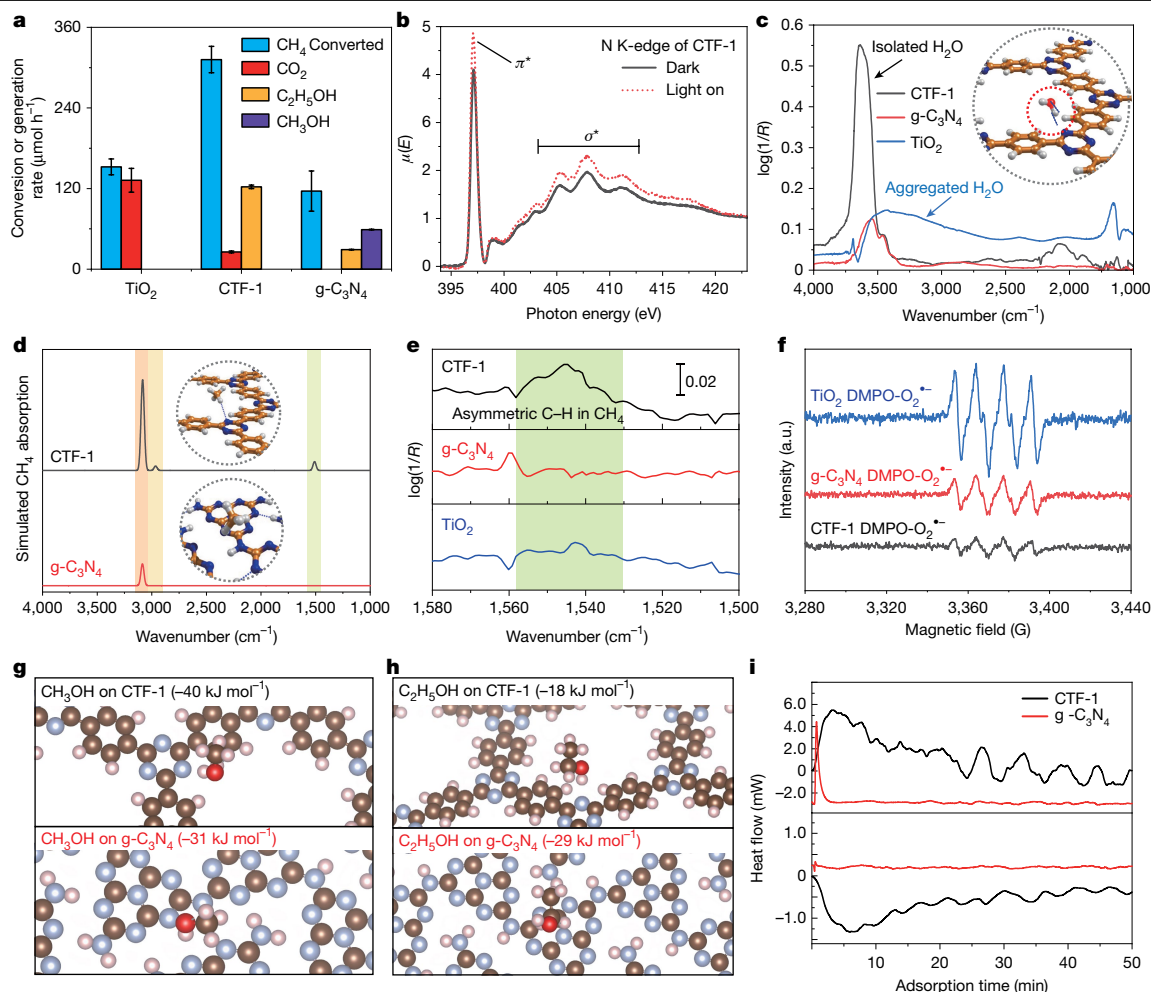 a
Conversion or generation
rate (μmol h⁻¹)
360
240
120
0
CH₄ Converted
CO₂
C₂H₅OH
CH₃OH
TiO₂
CTF-1
g-C₃N₄
b
μ(E)
5
4
6
2
1
0
N K-edge of CTF-1
Dark
Light on
π*
σ*
395
400
405
410
415
420
Photon energy (eV)
c
log(1/R)
0.6
0.5
0.4
0.3
0.2
0.1
0
Isolated H₂O
CTF-1
g-C₃N₄
TiO₂
Aggregated H₂O
4,000
3,500
2,500
2,000
1,000
Wavenumber (cm⁻¹)
d
Simulated CH₄ absorption
CTF-1
g-C₃N₄
4,000
3,000
2,500
2,000
1,500
1,000
Wavenumber (cm⁻¹)
e
log(1/R)
CTF-1
0.02
Asymmetric C–H in CH₄
g-C₃N₄
TiO₂
1,580
1,560
1,540
1,520
1,500
Wavenumber (cm⁻¹)
f
Intensity (a.u.)
TiO₂ DMPO-O₂•⁻
g-C₃N₄ DMPO-O₂•⁻
CTF-1 DMPO-O₂•⁻
3,280
3,320
3,360
3,400
3,440
Magnetic field (G)
g
CH₃OH on CTF-1 (–40 kJ mol⁻¹)
CH₃OH on g-C₃N₄ (–31 kJ mol⁻¹)
h
C₂H₅OH on CTF-1 (–18 kJ mol⁻¹)
C₂H₅OH on g-C₃N₄ (–29 kJ mol⁻¹)
i
Heat flow (mW)
CTF-1
g -C₃N₄
6.0
4.0
2.0
0
–2.0
1.0
0
–1.0
10
20
30
40
50
Adsorption time (min)